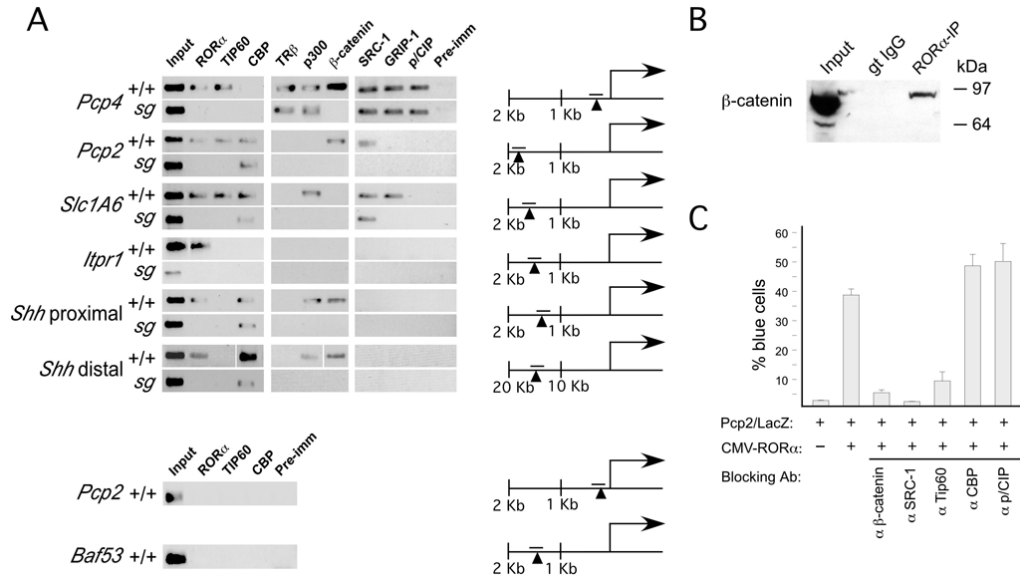 A
Input RORα TIP60 CBP TRβ p300 β-catenin SRC-1 GRIP-1 p/CIP Pre-imm
Pcp4 +/+
sg
2 Kb 1 Kb
Pcp2 +/+
sg
2 Kb 1 Kb
Slc1A6 +/+
sg
2 Kb 1 Kb
Itpr1 +/+
sg
2 Kb 1 Kb
Shh proximal +/+
sg
2 Kb 1 Kb
Shh distal +/+
sg
20 Kb 10 Kb
Input RORα TIP60 CBP Pre-imm
Pcp2 +/+
2 Kb 1 Kb
Baf53 +/+
2 Kb 1 Kb
B
Input gt IgG RORα-IP
kDa
β-catenin
97
64
C
% blue cells
60
50
40
30
20
10
Pcp2/LacZ: + + + + + + +
CMV-RORα: – + + + + + +
Blocking Ab: α β-catenin α SRC-1 α Tip60 α CBP α p/CIP